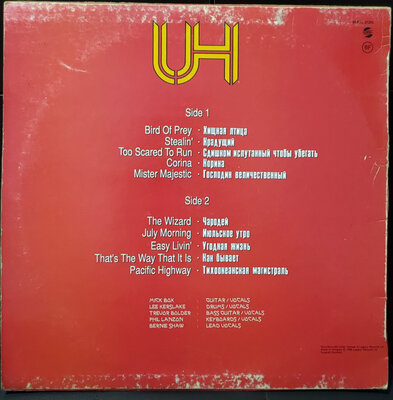 UH
Side 1
Bird Of Prey · Хищная птица
Stealin' · Крадущий
Too Scared To Run · Слишком испутанный чтобы убегать
Corina · Корина
Mister Majestic · Господин величественный
Side 2
The Wizard · Чародей
July Morning · Июльское утро
Easy Livin' · Угодная жизнь
That's The Way That It Is · Как бывает
Pacific Highway · Тихоокеанская магистраль
MICK BOX GUITAR / VOCALS
LEE KERSLAKE DRUMS / VOCALS
TREVOR BOLDER BASS GUITAR / VOCALS
PHIL LANZON KEYBOARDS / VOCALS
BERNIE SHAW LEAD VOCALS